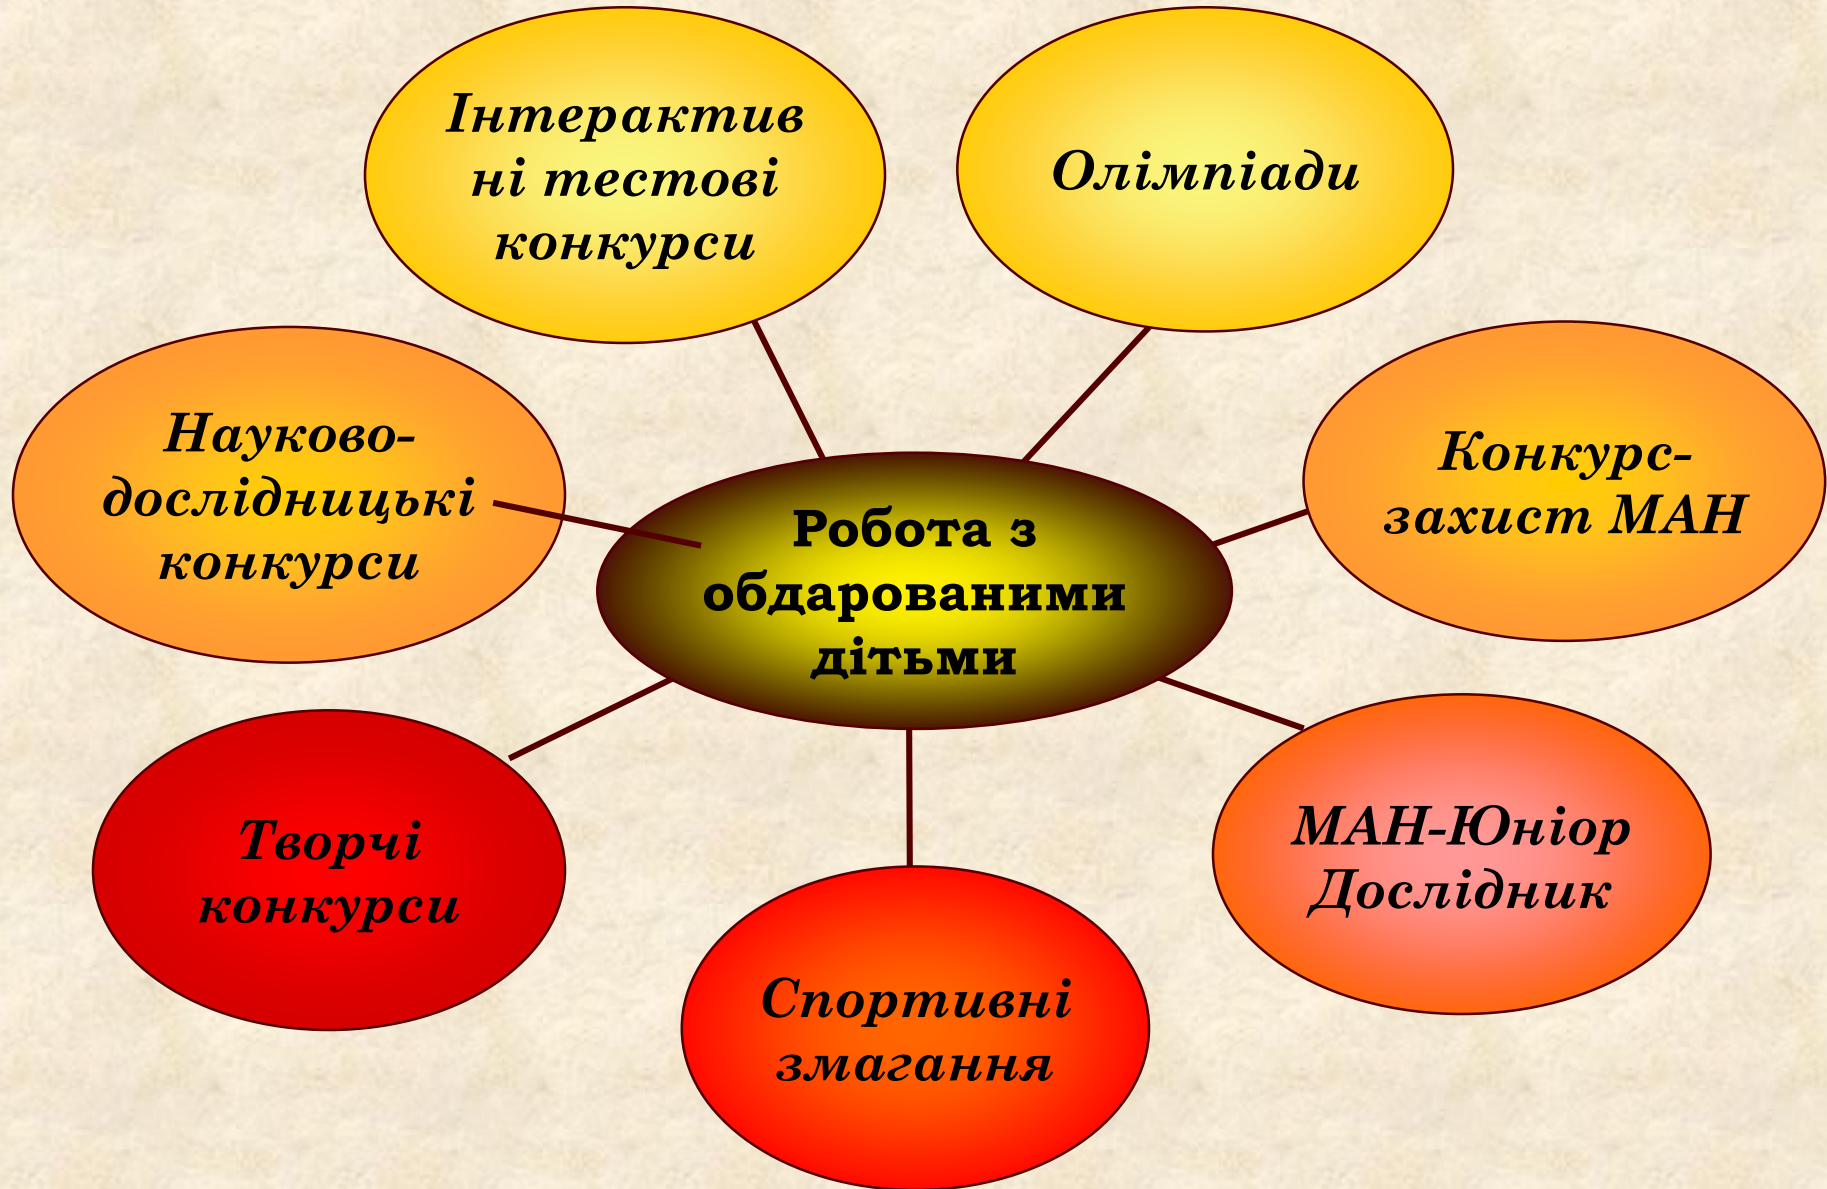 Інтерактив
ні тестові
конкурси
Олімпіади
Науково-
дослідницькі
конкурси
Конкурс-
захист МАН
Робота з
обдарованими
дітьми
Творчі
конкурси
МАН-Юніор
Дослідник
Спортивні
змагання